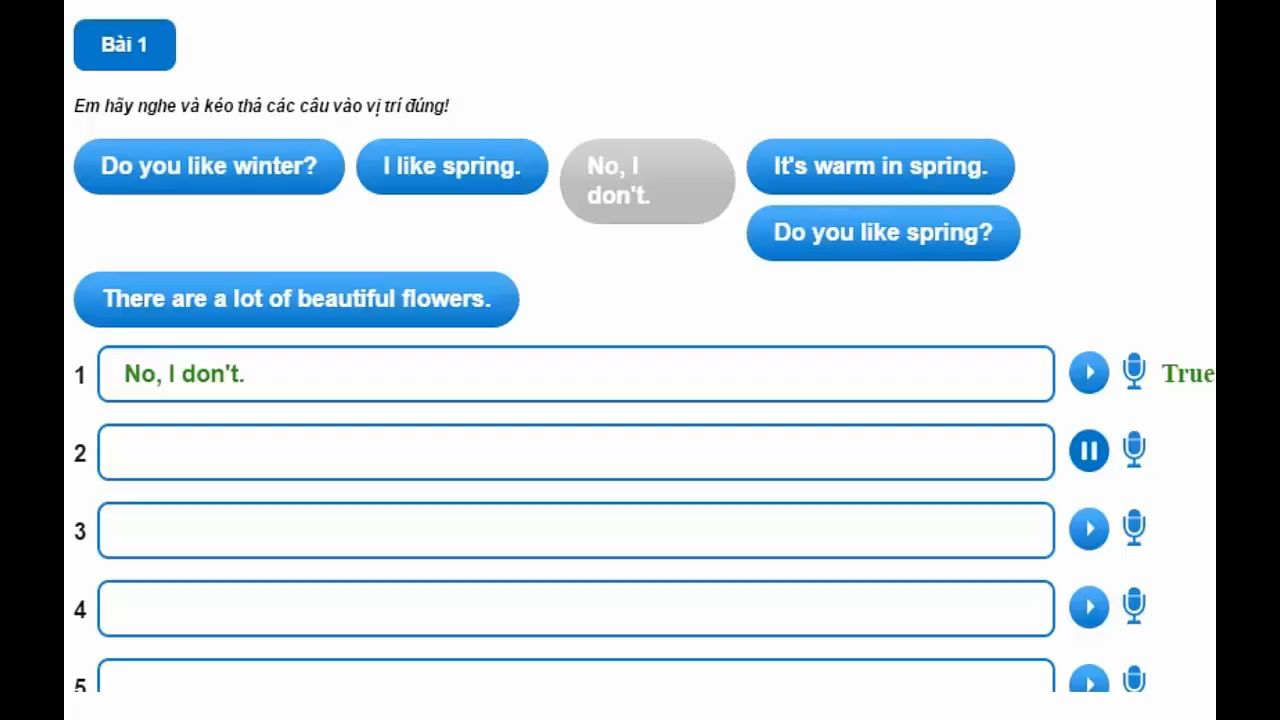 Bài 1
Em hãy nghe và kéo thả các câu vào vị trí đúng!
Do you like winter?
I like spring.
No, I
don't.
It's warm in spring.
Do you like spring?
There are a lot of beautiful flowers.
1 No, I don't. True
2
3
4
5